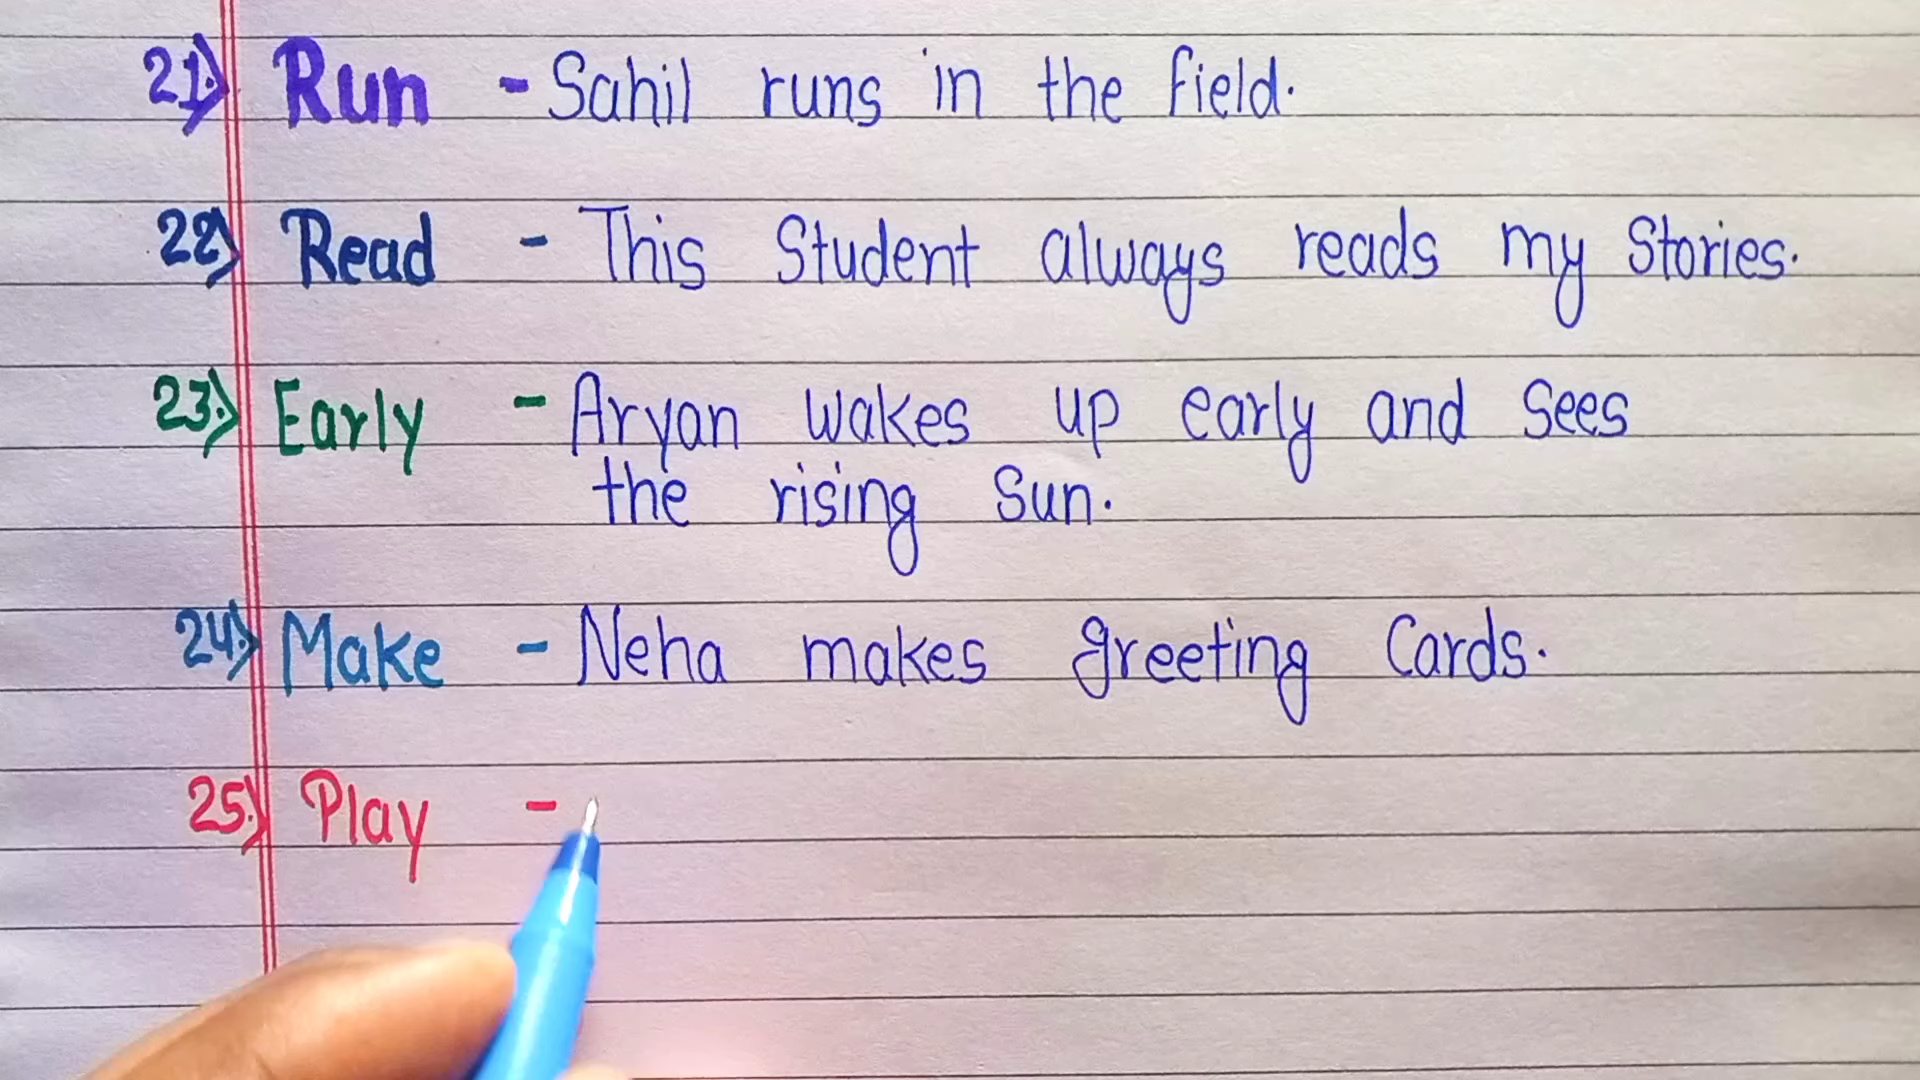 21) Run - Sahil runs in the field.
22) Read - This Student always reads my Stories.
23) Early - Aryan wakes up early and sees
the rising sun.
24) Make - Neha makes greeting Cards.
25) Play -